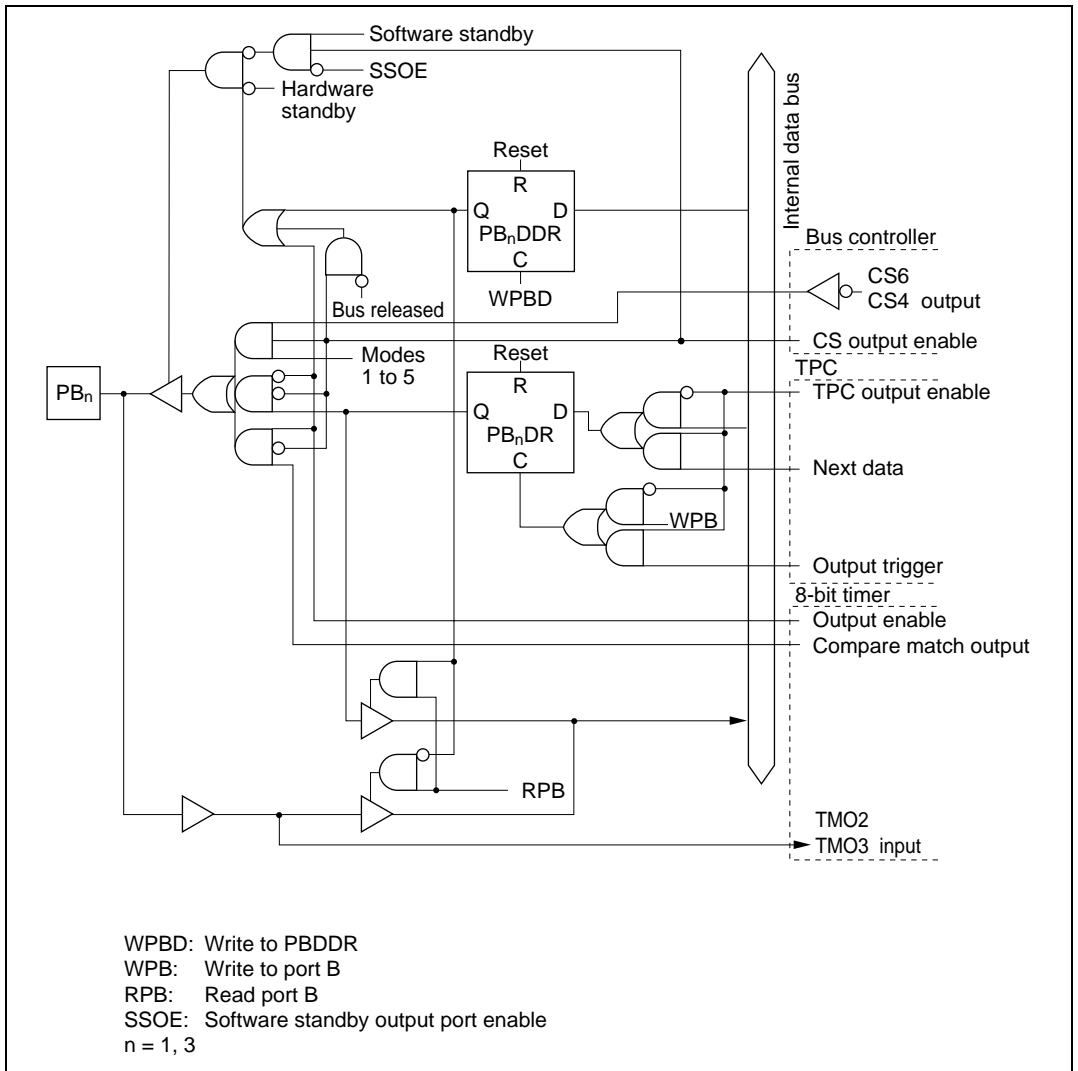 Software standby
SSOE
Hardware
standby
Internal data bus
Reset
R
Q D
PBnDDR
C
WPBD
Bus controller
CS6
CS4 output
Bus released
CS output enable
Modes
1 to 5
Reset
TPC
R
TPC output enable
PBn
Q D
PBnDR
C
Next data
WPB
Output trigger
8-bit timer
Output enable
Compare match output
RPB
TMO2
TMO3 input
WPBD: Write to PBDDR
WPB: Write to port B
RPB: Read port B
SSOE: Software standby output port enable
n = 1, 3